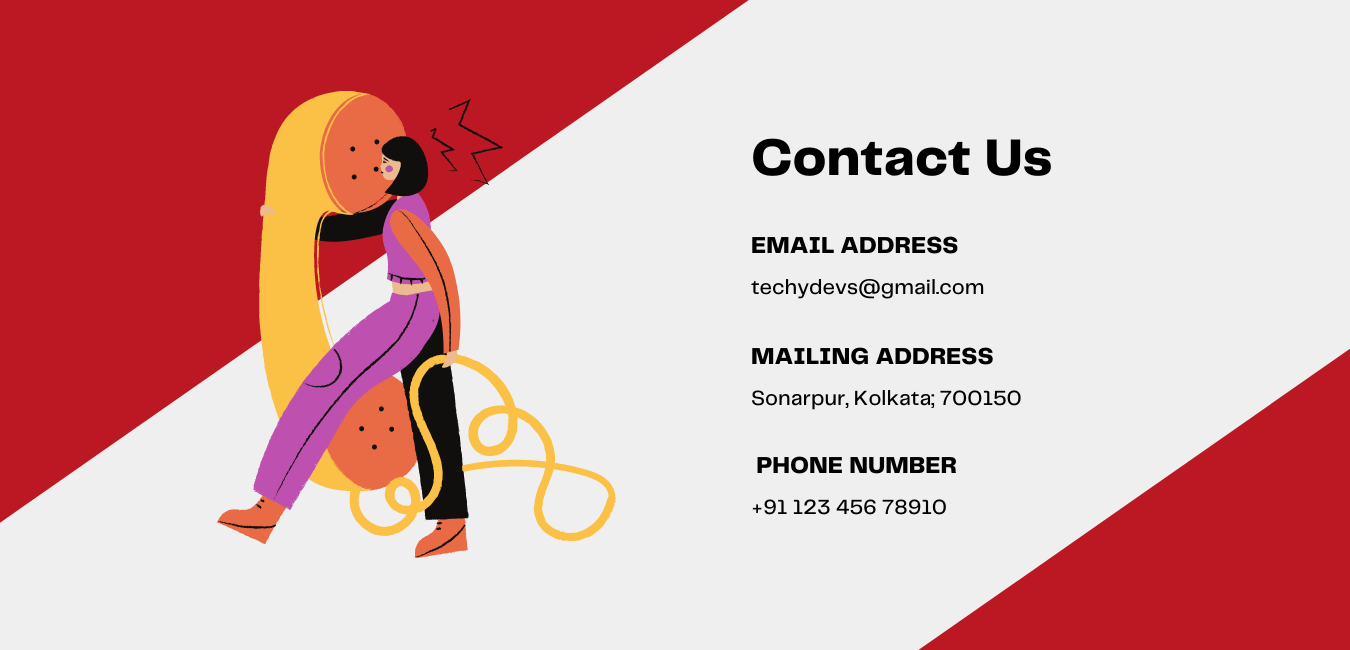 Contact Us
EMAIL ADDRESS
techydevs@gmail.com
MAILING ADDRESS
Sonarpur, Kolkata; 700150
PHONE NUMBER
+91 123 456 78910